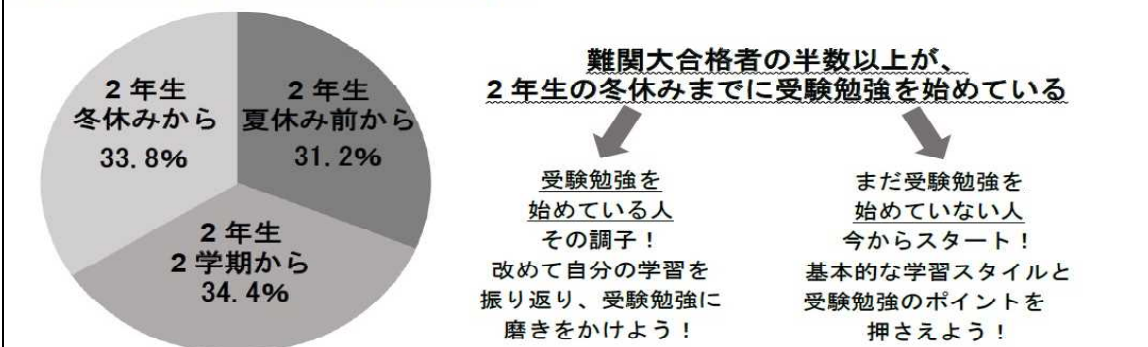 2年生
冬休みから
33.8%
2年生
夏休み前から
31.2%
2年生
2学期から
34.4%
難関大合格者の半数以上が、
2年生の冬休みまでに受験勉強を始めている
受験勉強を
始めている人
その調子！
改めて自分の学習を
振り返り、受験勉強に
磨きをかけよう！
まだ受験勉強を
始めていない人
今からスタート！
基本的な学習スタイルと
受験勉強のポイントを
押さえよう！